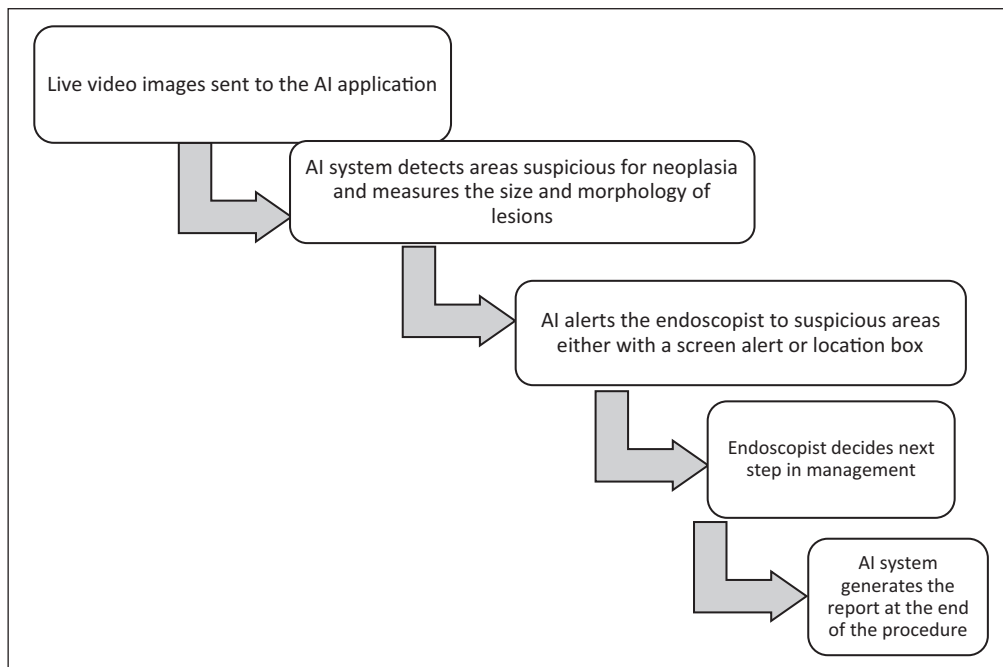 Live video images sent to the AI application
AI system detects areas suspicious for neoplasia
and measures the size and morphology of
lesions
AI alerts the endoscopist to suspicious areas
either with a screen alert or location box
Endoscopist decides next
step in management
AI system
generates the
report at the end
of the procedure